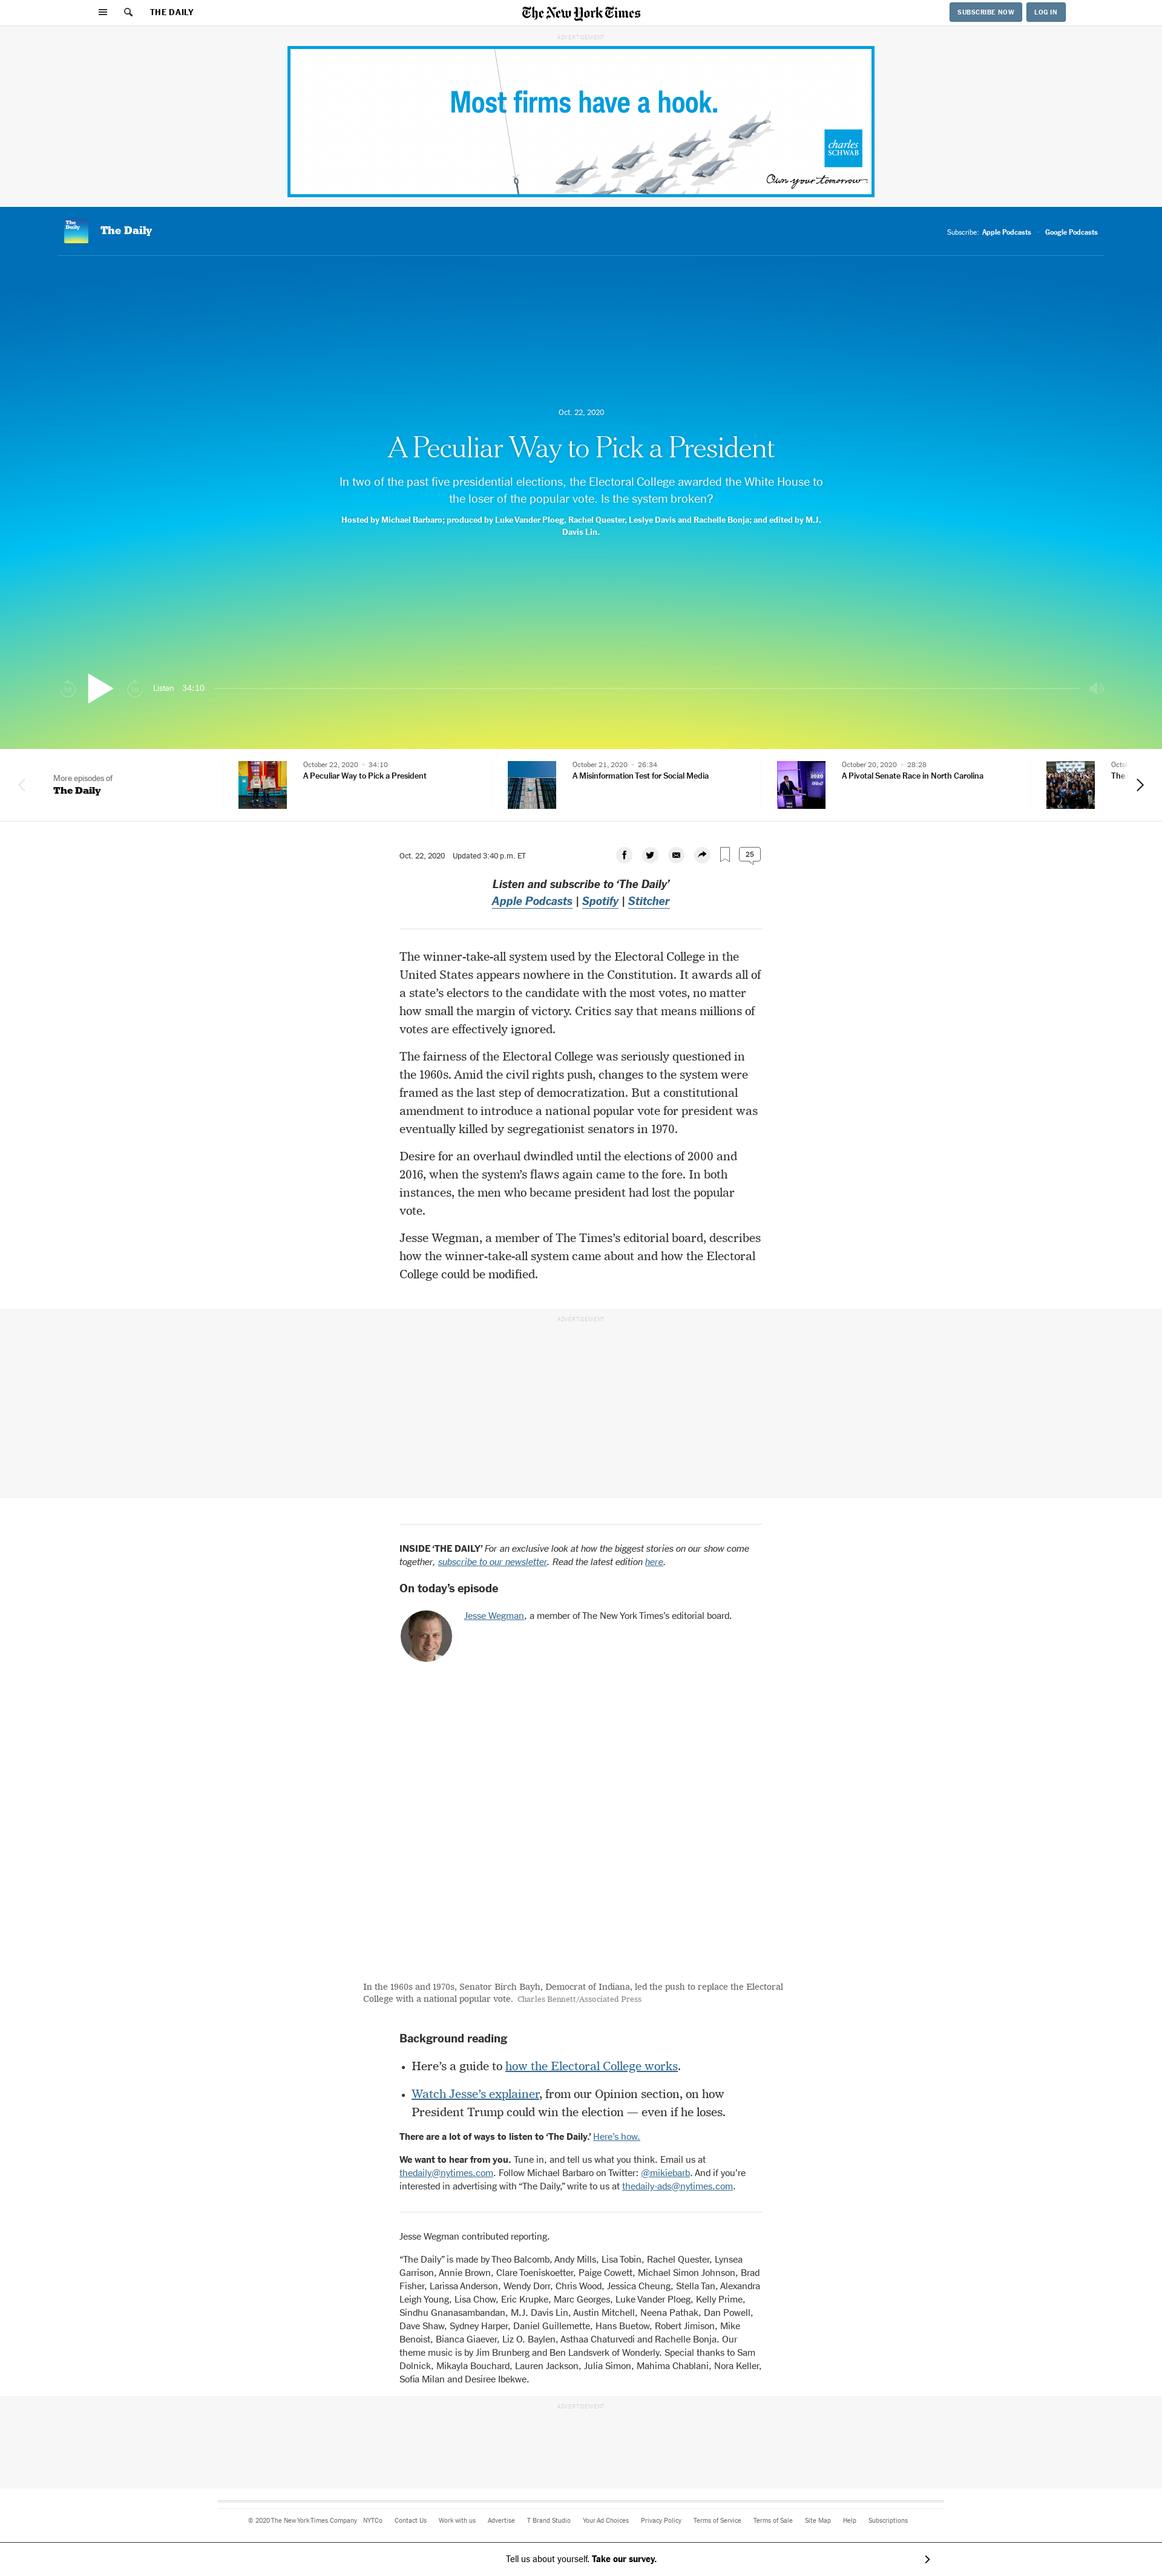 THE DAILY
The New York Times
SUBSCRIBE NOW
LOG IN
ADVERTISEMENT
Most firms have a hook.
charles
SCHWAB
Own your tomorrow
The
Daily
The Daily
Subscribe: Apple Podcasts
Google Podcasts
Oct. 22, 2020
A Peculiar Way to Pick a President
In two of the past five presidential elections, the Electoral College awarded the White House to
the loser of the popular vote. Is the system broken?
Hosted by Michael Barbaro; produced by Luke Vander Ploeg, Rachel Quester, Leslye Davis and Rachelle Bonja; and edited by M.J.
Davis Lin.
Listen 34:10
More episodes of
The Daily
October 22, 2020 • 34:10
A Peculiar Way to Pick a President
October 21, 2020 • 26:34
A Misinformation Test for Social Media
October 20, 2020 • 28:28
A Pivotal Senate Race in North Carolina
The
Oct. 22, 2020 Updated 3:40 p.m. ET
25
Listen and subscribe to ‘The Daily’
Apple Podcasts | Spotify | Stitcher
The winner-take-all system used by the Electoral College in the
United States appears nowhere in the Constitution. It awards all of
a state’s electors to the candidate with the most votes, no matter
how small the margin of victory. Critics say that means millions of
votes are effectively ignored.
The fairness of the Electoral College was seriously questioned in
the 1960s. Amid the civil rights push, changes to the system were
framed as the last step of democratization. But a constitutional
amendment to introduce a national popular vote for president was
eventually killed by segregationist senators in 1970.
Desire for an overhaul dwindled until the elections of 2000 and
2016, when the system’s flaws again came to the fore. In both
instances, the men who became president had lost the popular
vote.
Jesse Wegman, a member of The Times’s editorial board, describes
how the winner-take-all system came about and how the Electoral
College could be modified.
ADVERTISEMENT
INSIDE ‘THE DAILY’ For an exclusive look at how the biggest stories on our show come
together, subscribe to our newsletter. Read the latest edition here.
On today’s episode
Jesse Wegman, a member of The New York Times’s editorial board.
In the 1960s and 1970s, Senator Birch Bayh, Democrat of Indiana, led the push to replace the Electoral
College with a national popular vote. Charles Bennett/Associated Press
Background reading
• Here’s a guide to how the Electoral College works.
• Watch Jesse’s explainer, from our Opinion section, on how
President Trump could win the election — even if he loses.
There are a lot of ways to listen to ‘The Daily.’ Here’s how.
We want to hear from you. Tune in, and tell us what you think. Email us at
thedaily@nytimes.com. Follow Michael Barbaro on Twitter: @mikiebarb. And if you’re
interested in advertising with “The Daily,” write to us at thedaily-ads@nytimes.com.
Jesse Wegman contributed reporting.
“The Daily” is made by Theo Balcomb, Andy Mills, Lisa Tobin, Rachel Quester, Lynsea
Garrison, Annie Brown, Clare Toeniskoetter, Paige Cowett, Michael Simon Johnson, Brad
Fisher, Larissa Anderson, Wendy Dorr, Chris Wood, Jessica Cheung, Stella Tan, Alexandra
Leigh Young, Lisa Chow, Eric Krupke, Marc Georges, Luke Vander Ploeg, Kelly Prime,
Sindhu Gnanasambandan, M.J. Davis Lin, Austin Mitchell, Neena Pathak, Dan Powell,
Dave Shaw, Sydney Harper, Daniel Guillemette, Hans Buetow, Robert Jimison, Mike
Benoist, Bianca Giaever, Liz O. Baylen, Asthaa Chaturvedi and Rachelle Bonja. Our
theme music is by Jim Brunberg and Ben Landsverk of Wonderly. Special thanks to Sam
Dolnick, Mikayla Bouchard, Lauren Jackson, Julia Simon, Mahima Chablani, Nora Keller,
Sofia Milan and Desiree Ibekwe.
ADVERTISEMENT
© 2020 The New York Times Company NYTCo Contact Us Work with us Advertise T Brand Studio Your Ad Choices Privacy Policy Terms of Service Terms of Sale Site Map Help Subscriptions
Tell us about yourself. Take our survey.